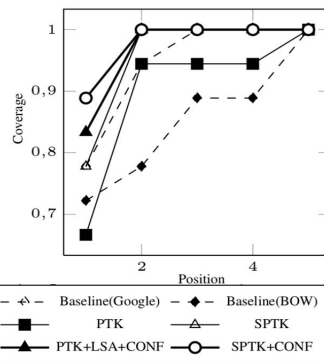 1
0,9
0,8
0,7
Coverage
2
4
Position
Baseline(Google) Baseline(BOW)
PTK SPTK
PTK+LSA+CONF SPTK+CONF